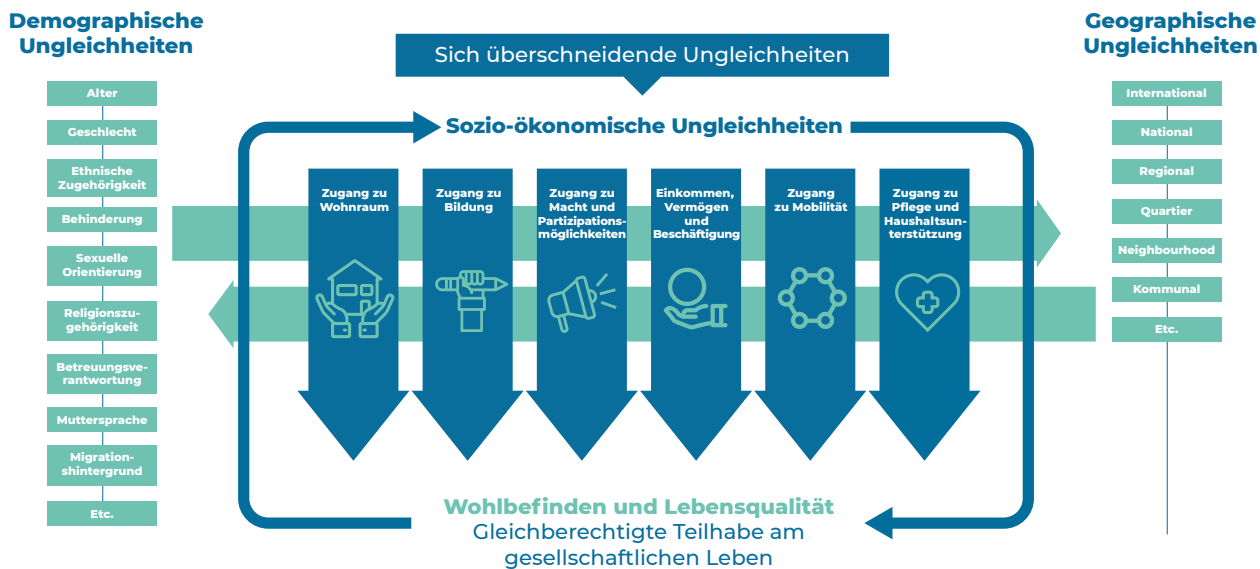 Demographische
Ungleichheiten
Alter
Geschlecht
Ethnische
Zugehörigkeit
Behinderung
Sexuelle
Orientierung
Religionszu-
gehörigkeit
Betreuungsve-
rantwortung
Muttersprache
Migration-
shintergrund
Etc.
Sich überschneidende Ungleichheiten
Sozio-ökonomische Ungleichheiten
Zugang zu
Wohnraum
Zugang zu
Bildung
Zugang zu
Macht und
Partizipations-
möglichkeiten
Einkommen,
Vermögen
und
Beschäftigung
Zugang
zu Mobilität
Zugang zu
Pflege und
Haushaltsun-
terstützung
Wohlbefinden und Lebensqualität
Gleichberechtigte Teilhabe am
gesellschaftlichen Leben
Geographische
Ungleichheiten
International
National
Regional
Quartier
Neighbourhood
Kommunal
Etc.